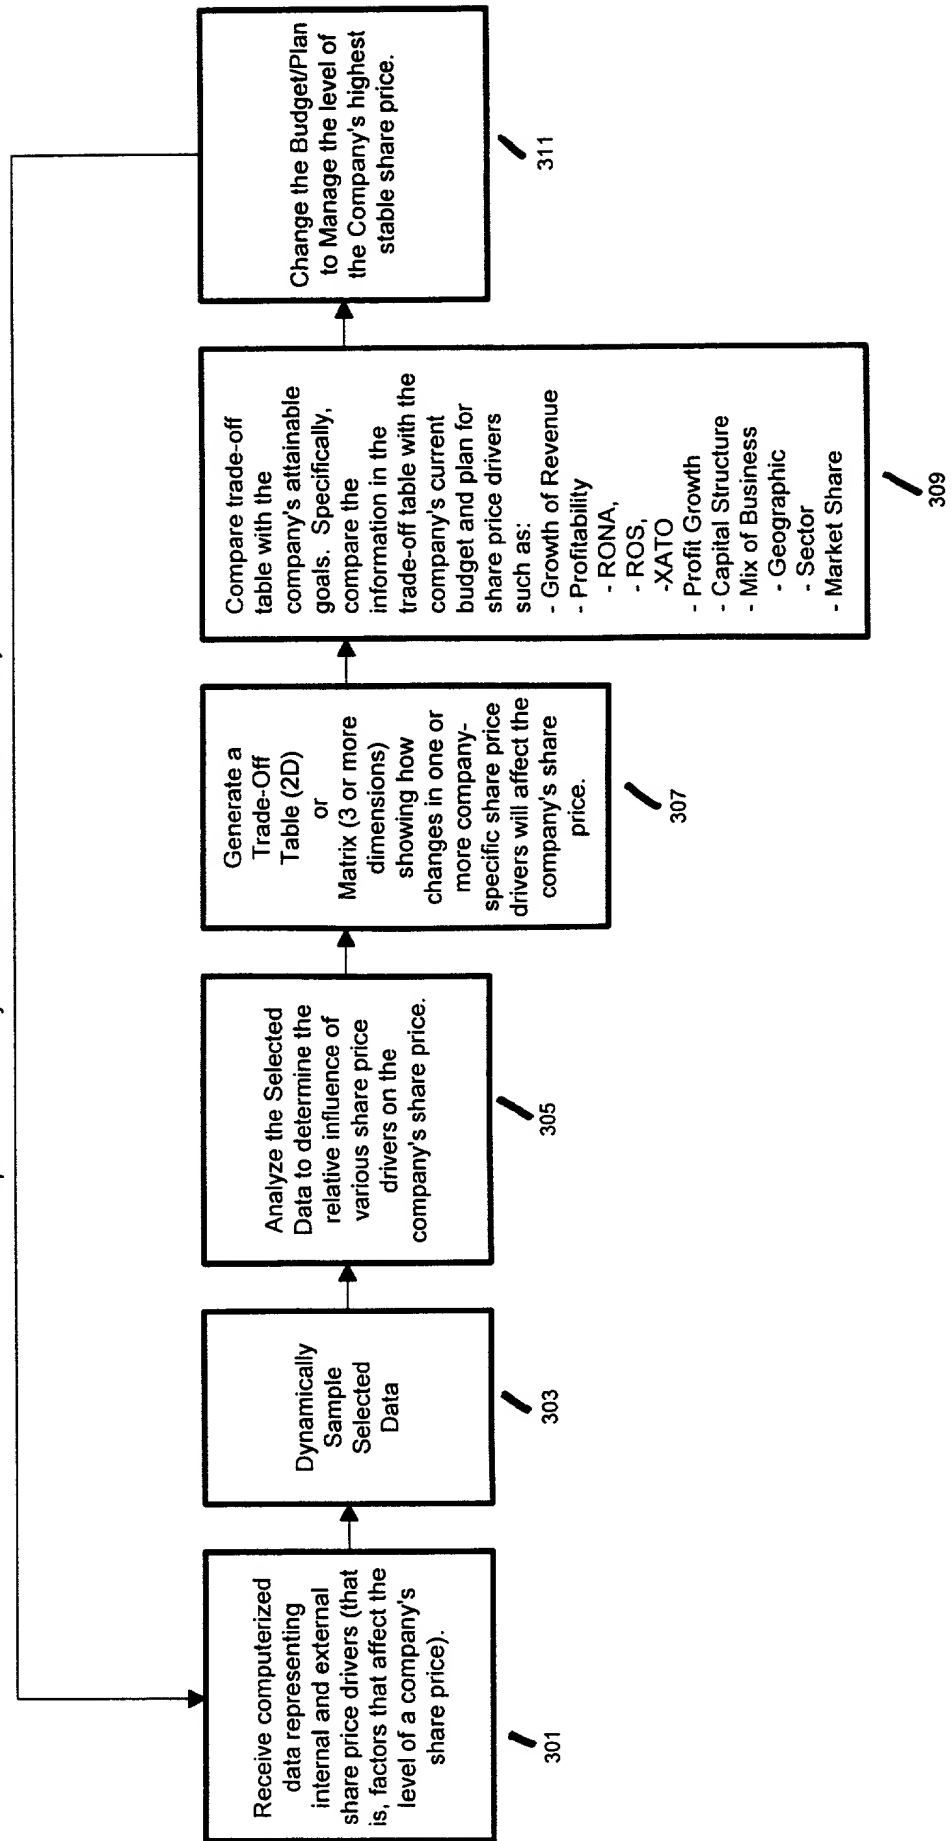 Receive computerized
data representing
internal and external
share price drivers (that
is, factors that affect the
level of a company's
share price).
301
Dynamically
Sample
Selected
Data
303
Analyze the Selected
Data to determine the
relative influence of
various share price
drivers on the
company's share price.
305
Generate a
Trade-Off
Table (2D)
or
Matrix (3 or more
dimensions)
showing how
changes in one or
more company-
specific share price
drivers will affect the
company's share
price.
307
Compare trade-off
table with the
company's attainable
goals. Specifically,
compare the
information in the
trade-off table with the
company's current
budget and plan for
share price drivers
such as:
- Growth of Revenue
- Profitability
- RONA,
- ROS,
-XATO
- Profit Growth
- Capital Structure
- Mix of Business
- Geographic
- Sector
- Market Share
309
Change the Budget/Plan
to Manage the level of
the Company's highest
stable share price.
311